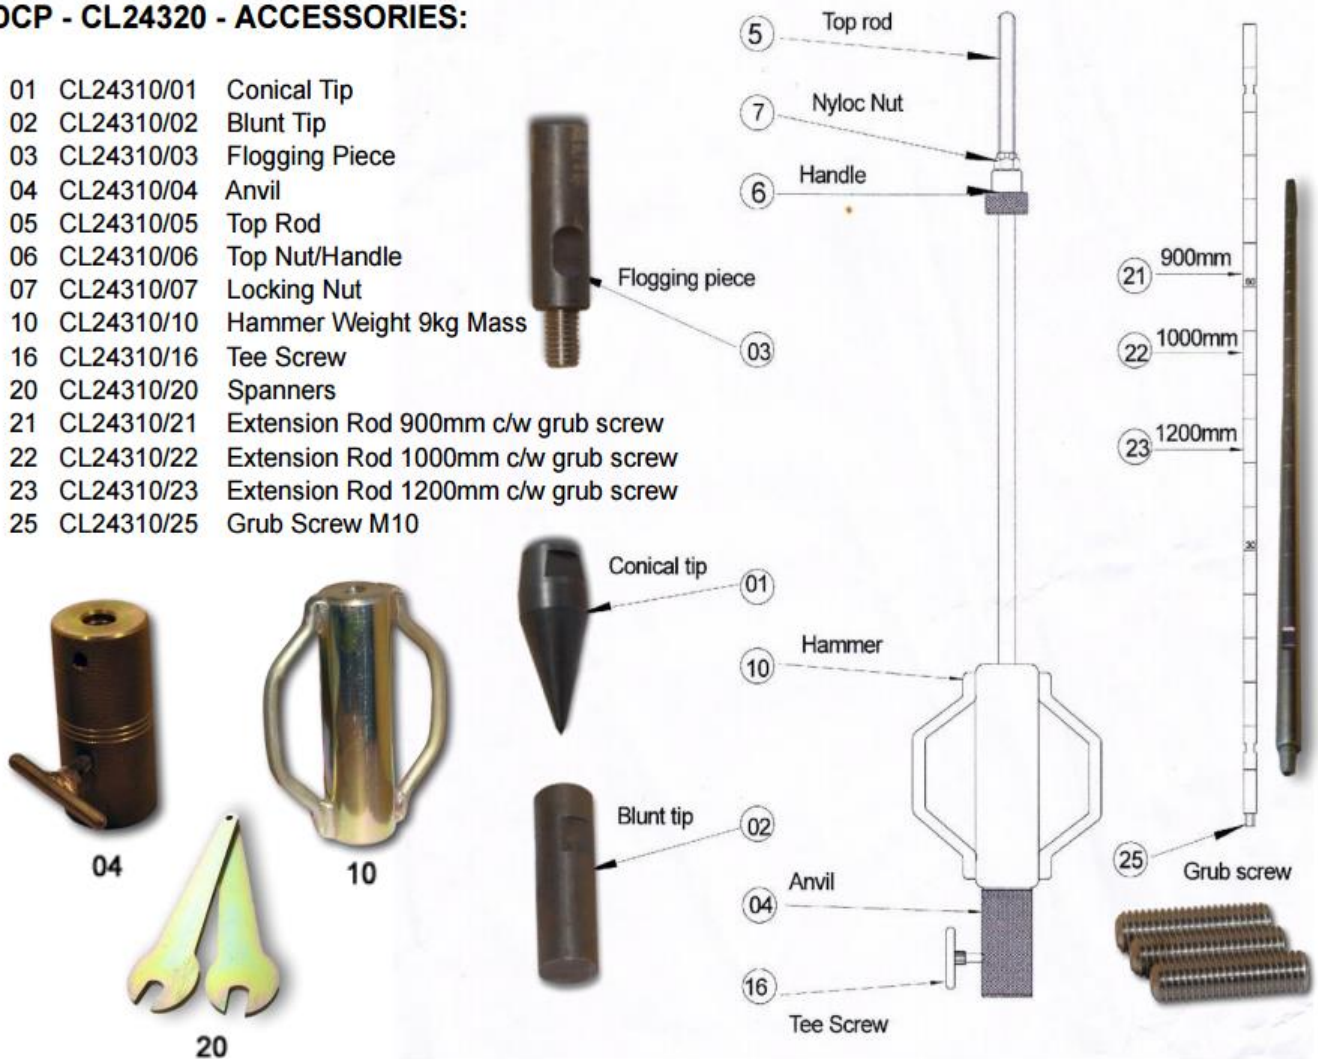 DCP - CL24320 - ACCESSORIES:
01 CL24310/01 Conical Tip
02 CL24310/02 Blunt Tip
03 CL24310/03 Flogging Piece
04 CL24310/04 Anvil
05 CL24310/05 Top Rod
06 CL24310/06 Top Nut/Handle
07 CL24310/07 Locking Nut
10 CL24310/10 Hammer Weight 9kg Mass
16 CL24310/16 Tee Screw
20 CL24310/20 Spanners
21 CL24310/21 Extension Rod 900mm c/w grub screw
22 CL24310/22 Extension Rod 1000mm c/w grub screw
23 CL24310/23 Extension Rod 1200mm c/w grub screw
25 CL24310/25 Grub Screw M10
Flogging piece
03
Conical tip
01
Blunt tip
02
04
10
20
5 Top rod
7 Nyloc Nut
6 Handle
10 Hammer
04 Anvil
16
Tee Screw
21 900mm
22 1000mm
23 1200mm
30
25 Grub screw